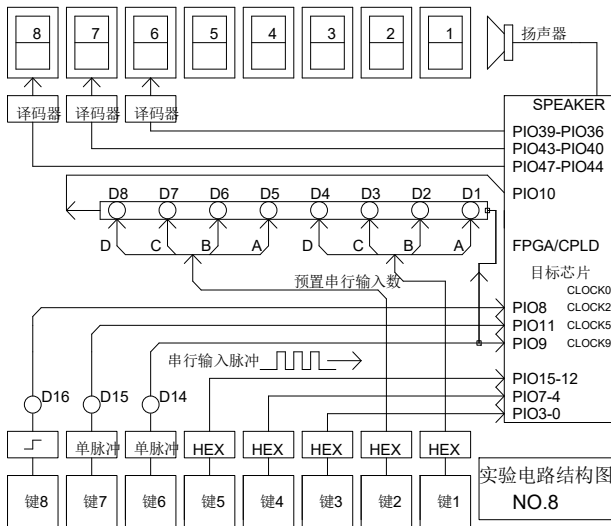 8 7 6 5 4 3 2 1
扬声器
译码器 译码器 译码器
SPEAKER
PIO39-PIO36
PIO43-PIO40
PIO47-PIO44
PIO10
D8 D7 D6 D5 D4 D3 D2 D1
D C B A D C B A
FPGA/CPLD
预置串行输入数
目标芯片
CLOCK0
PIO8 CLOCK2
PIO11 CLOCK5
PIO9 CLOCK9
串行输入脉冲
PIO15-12
D16 D15 D14
PIO7-4
PIO3-0
单脉冲 单脉冲 HEX HEX HEX HEX HEX
实验电路结构图
NO.8
键8 键7 键6 键5 键4 键3 键2 键1